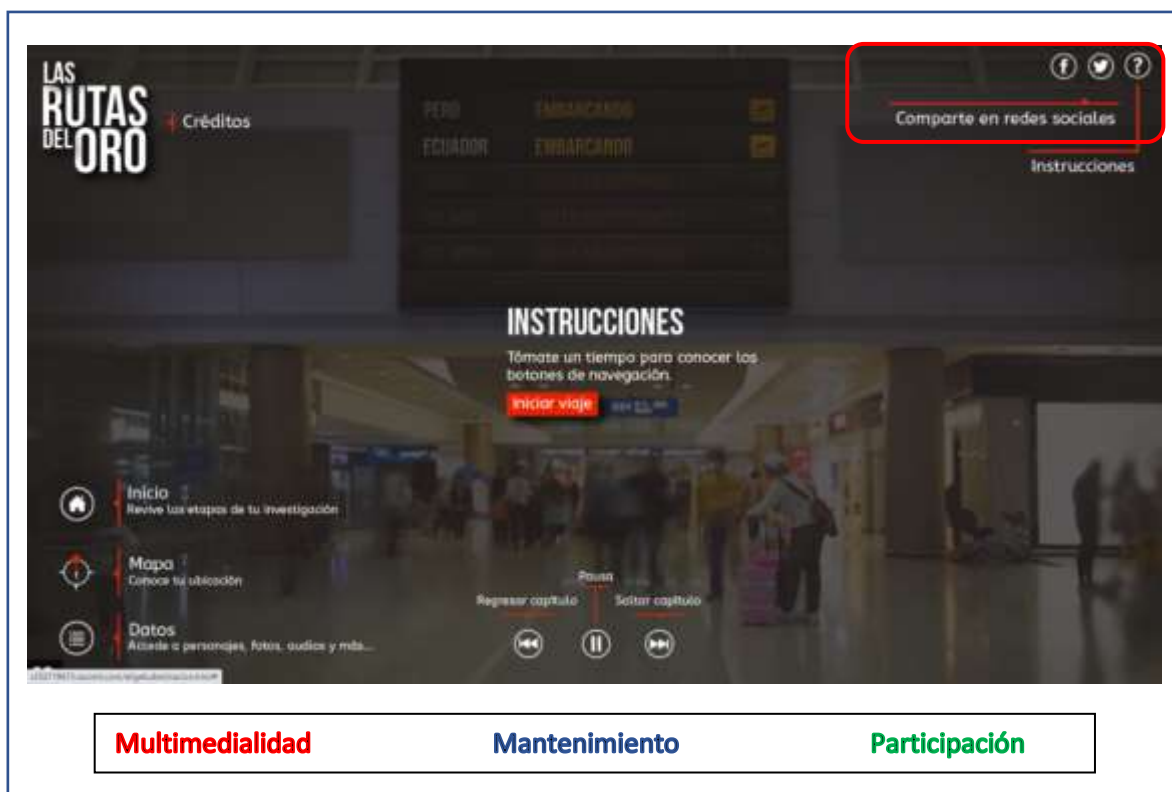 LAS
RUTAS
DEL ORO
Créditos
PERÚ EMBARCANDO
ECUADOR EMBARCANDO
Comparte en redes sociales
Instrucciones
INSTRUCCIONES
Tómate un tiempo para conocer los
botones de navegación.
Iniciar viaje
Inicio
Revive las etapas de tu investigación
Mapa
Conoce tu ubicación
Datos
Accede a personajes, fotos, audios y más...
Pausa
Regresar capítulo Saltar capítulo
Multimedialidad Mantenimiento Participación